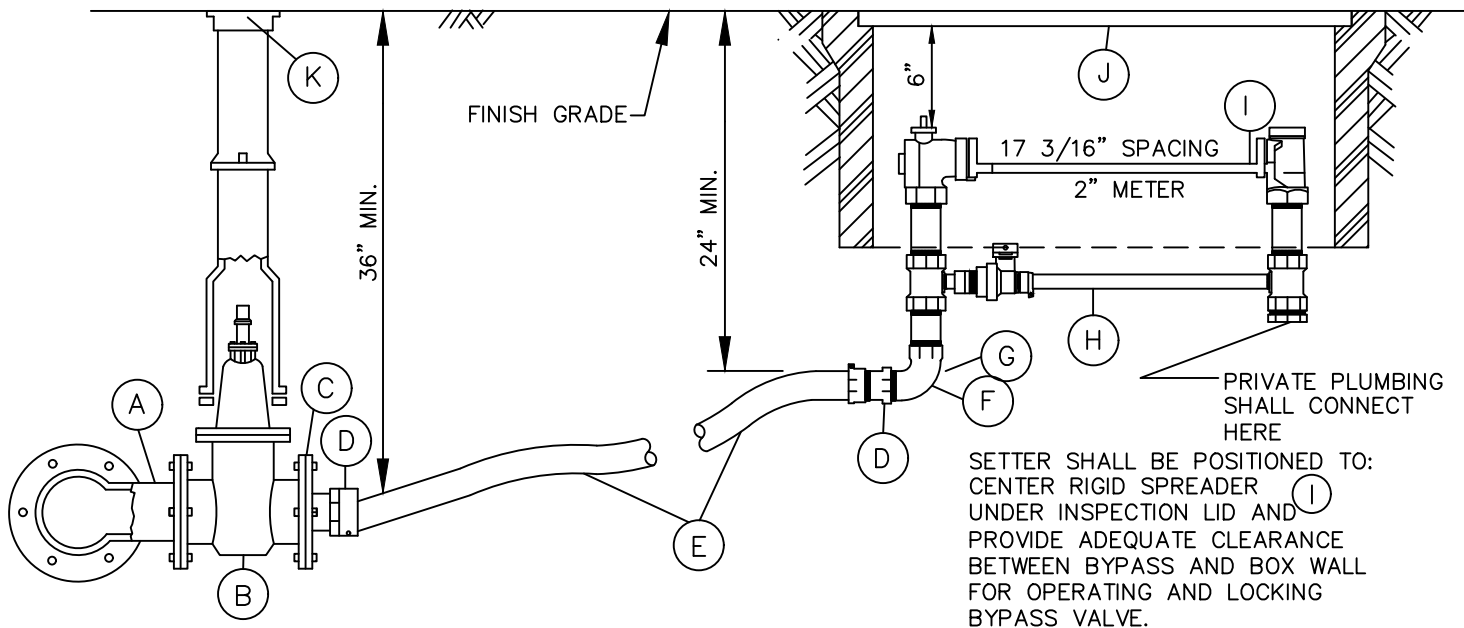 K
FINISH GRADE
36” MIN.
24” MIN.
6”
J
I
17 3/16” SPACING
2” METER
H
G
F
D
PRIVATE PLUMBING
SHALL CONNECT
HERE
A
C
D
B
E
SETTER SHALL BE POSITIONED TO:
CENTER RIGID SPREADER I
UNDER INSPECTION LID AND
PROVIDE ADEQUATE CLEARANCE
BETWEEN BYPASS AND BOX WALL
FOR OPERATING AND LOCKING
BYPASS VALVE.